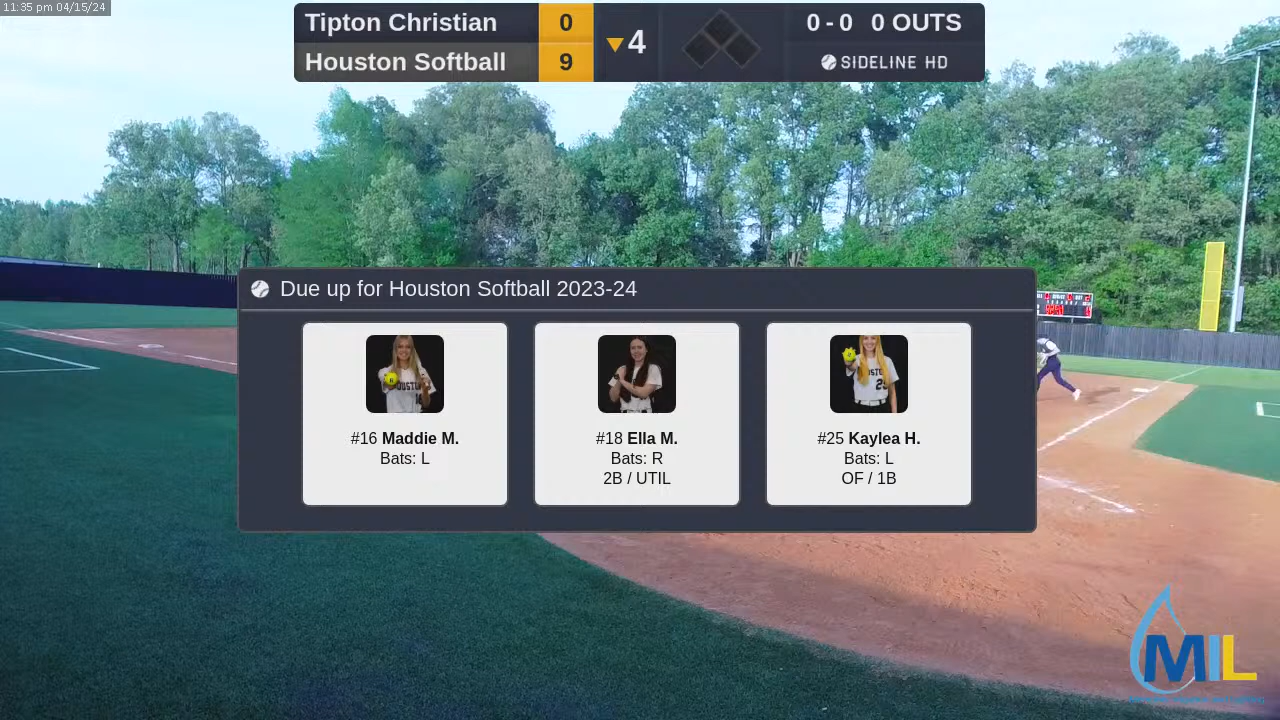 11:35 pm 04/15/24
Tipton Christian 0
Houston Softball 9
4
0 - 0 0 OUTS
SIDELINE HD
Due up for Houston Softball 2023-24
#16 Maddie M.
Bats: L
#18 Ella M.
Bats: R
2B / UTIL
#25 Kaylea H.
Bats: L
OF / 1B
MIL